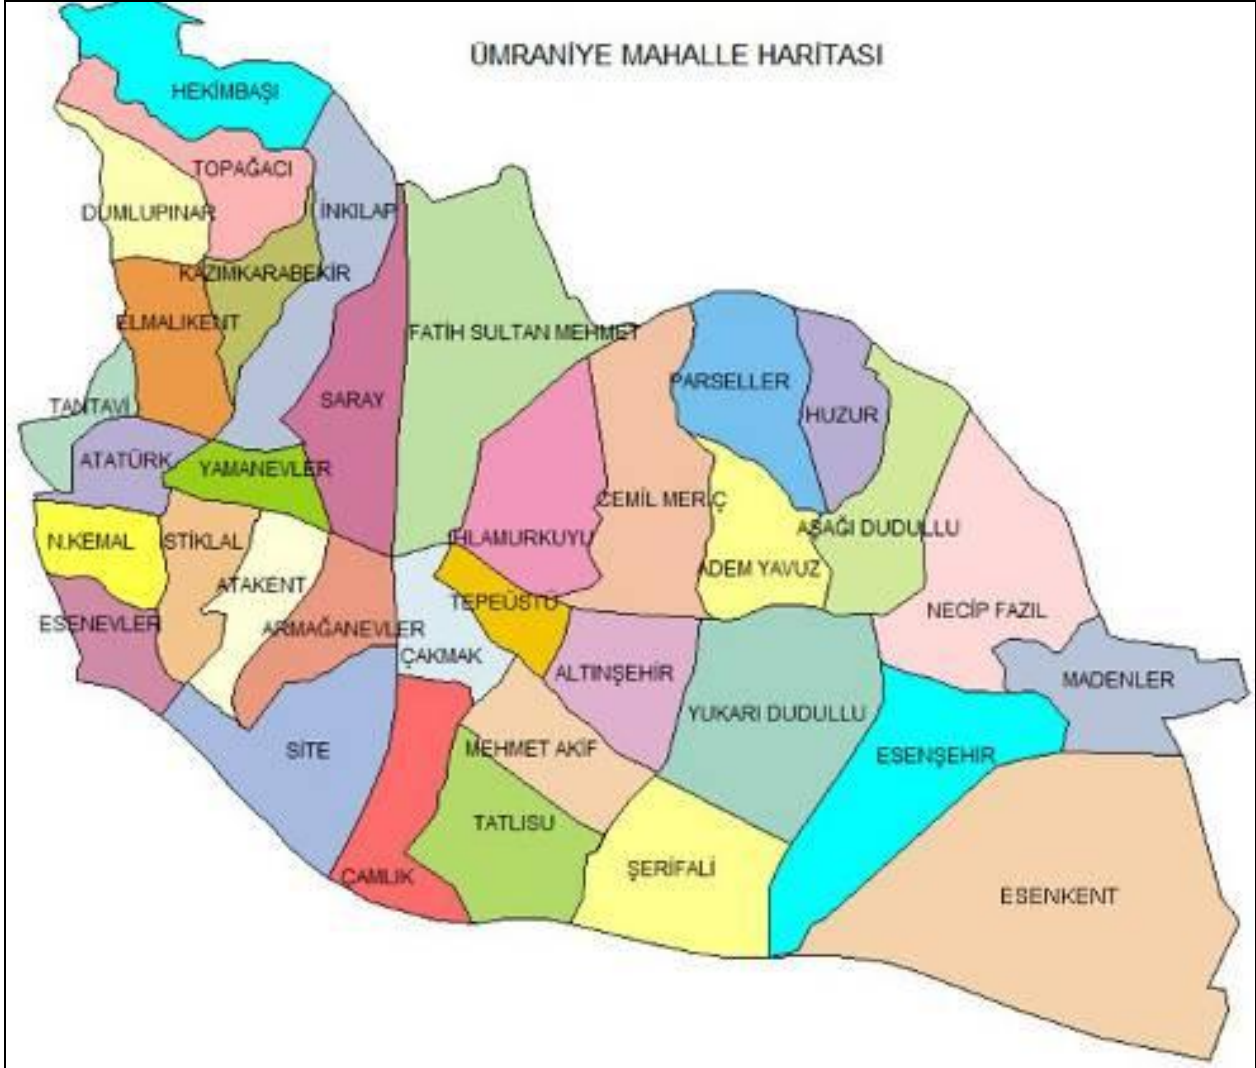 ÜMRANİYE MAHALLE HARİTASI
HEKİMBAŞI
TOPAĞACI
DUMLUPINAR
İNKILAP
KAZIMKARABEKİR
ELMALIKENT
FATİH SULTAN MEHMET
PARSELLER
SARAY
TANTAVİ
HUZUR
ATATÜRK
YAMANEVLER
CEMİL MERİÇ
AŞAĞI DUDULLU
N.KEMAL
İSTİKLAL
IHLAMURKUYU
ADEM YAVUZ
ATAKENT
TEPEÜSTÜ
NECİP FAZIL
ESENEVLER
ARMAĞANEVLER
ÇAKMAK
ALTINŞEHİR
MADENLER
YUKARI DUDULLU
SİTE
MEHMET AKİF
ESENŞEHİR
TATLISU
ŞERİFALİ
ÇAMLIK
ESENKENT